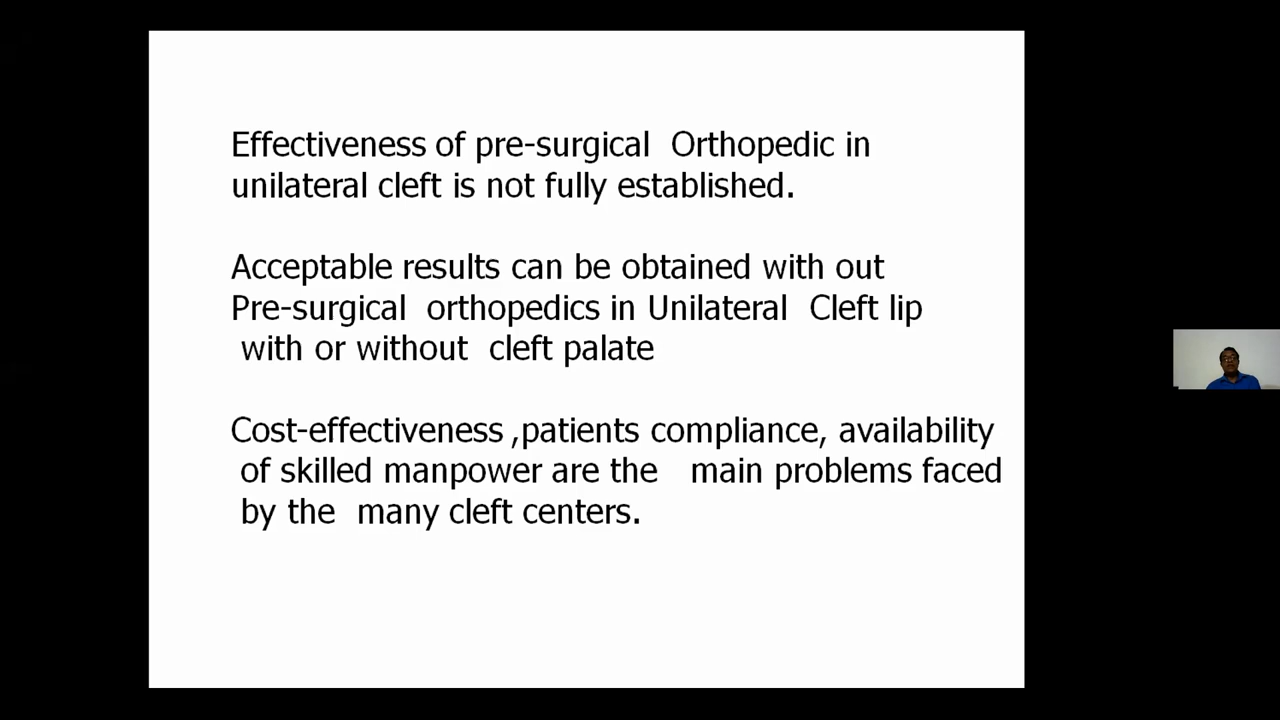 Effectiveness of pre-surgical  Orthopedic in
unilateral cleft is not fully established.
Acceptable results can be obtained with out
Pre-surgical  orthopedics in Unilateral  Cleft lip
with or without  cleft palate
Cost-effectiveness ,patients compliance, availability
of skilled manpower are the   main problems faced
by the  many cleft centers.